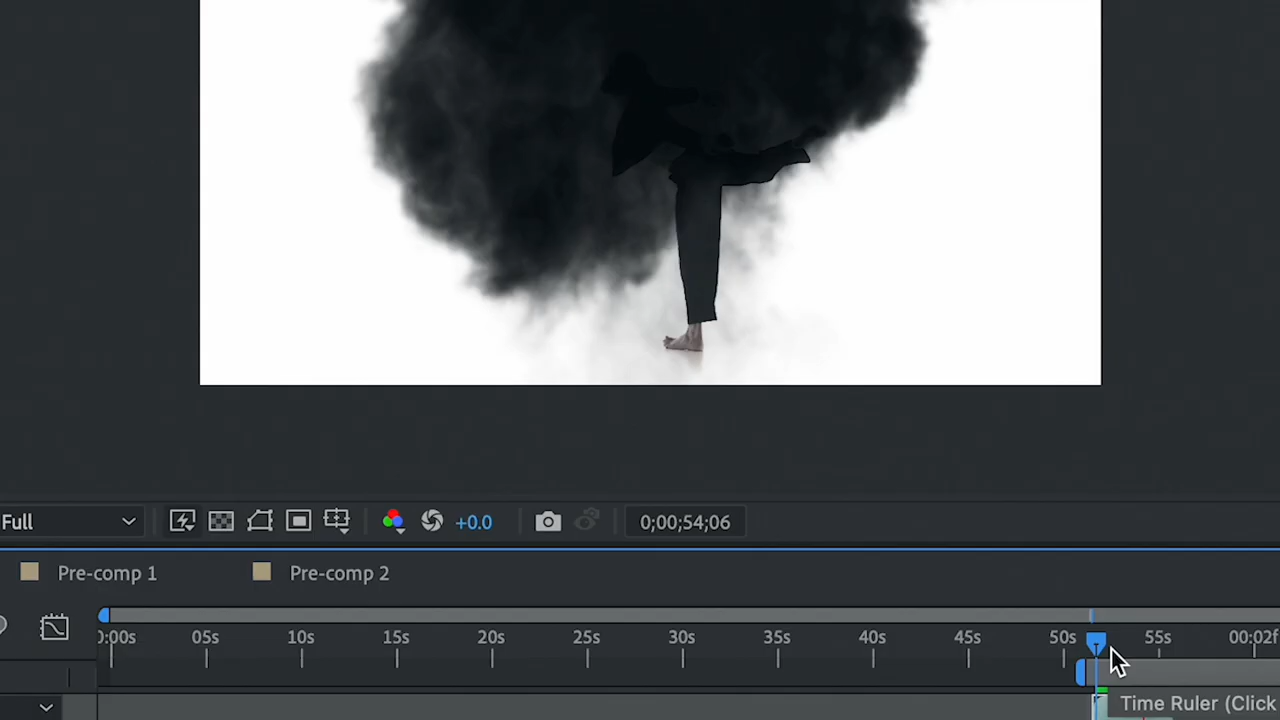 Full
+0.0
0;00;54;06
Pre-comp 1
Pre-comp 2
0:00s 05s 10s 15s 20s 25s 30s 35s 40s 45s 50s 55s 00:02f
Time Ruler (Click